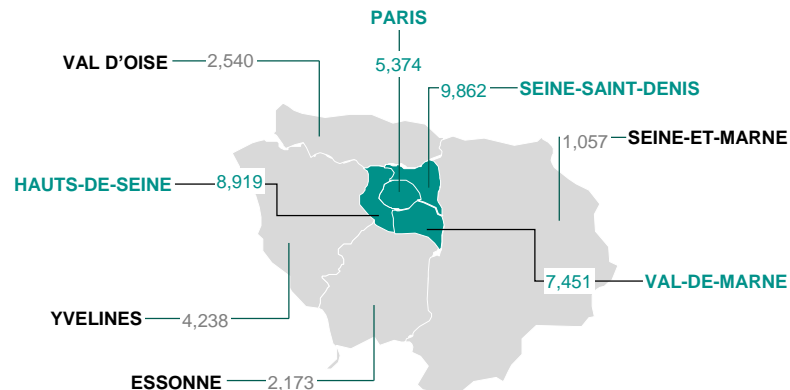 PARIS
5,374
VAL D’OISE 2,540
9,862 SEINE-SAINT-DENIS
1,057 SEINE-ET-MARNE
HAUTS-DE-SEINE 8,919
7,451 VAL-DE-MARNE
YVELINES 4,238
ESSONNE 2,173